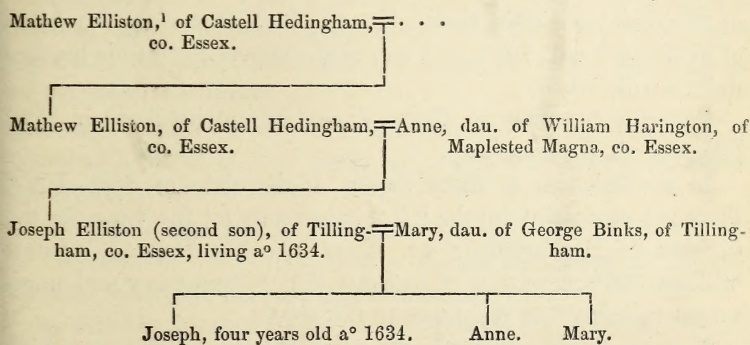 Mathew Elliston,¹ of Castell Hedingham,╤. . .
co. Essex.
Mathew Elliston, of Castell Hedingham,╤Anne, dau. of William Harington, of
co. Essex. Maplested Magna, co. Essex.
Joseph Elliston (second son), of Tilling-╤Mary, dau. of George Binks, of Tilling-
ham, co. Essex, living aº 1634. ham.
Joseph, four years old aº 1634. Anne. Mary.